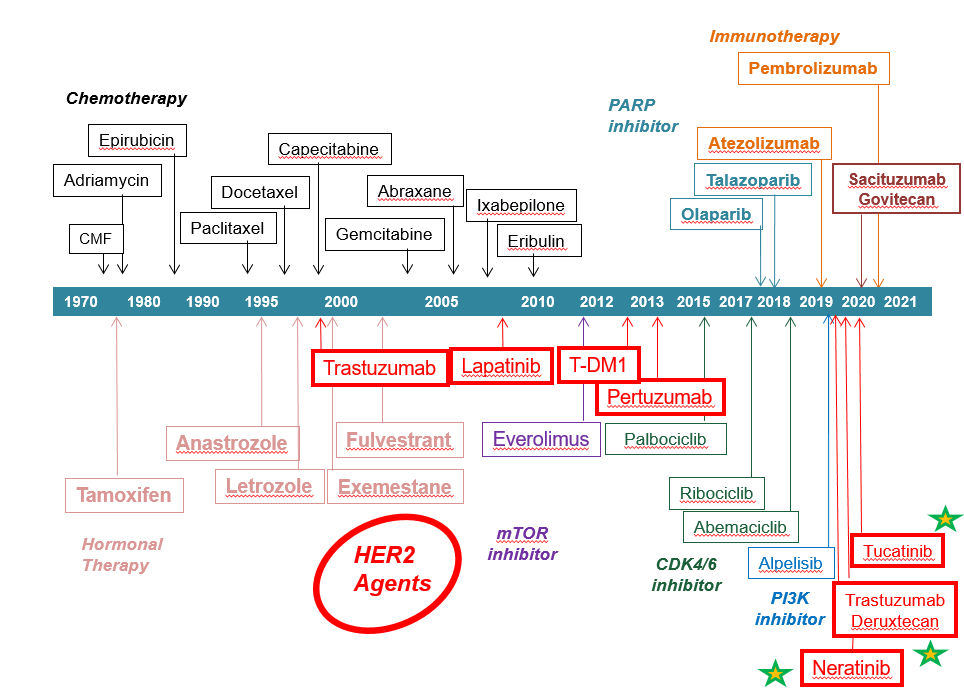 Immunotherapy
Pembrolizumab
Chemotherapy
PARP
inhibitor
Epirubicin
Capecitabine
Atezolizumab
Adriamycin
Docetaxel
Abraxane
Talazoparib
Sacituzumab
Govitecan
Ixabepilone
Olaparib
CMF
Paclitaxel
Gemcitabine
Eribulin
1970 1980 1990 1995 2000 2005 2010 2012 2013 2015 2017 2018 2019 2020 2021
Trastuzumab
Lapatinib
T-DM1
Pertuzumab
Anastrozole
Fulvestrant
Everolimus
Palbociclib
Tamoxifen
Letrozole
Exemestane
Ribociclib
Abemaciclib
Hormonal
Therapy
HER2
Agents
mTOR
inhibitor
CDK4/6
inhibitor
Alpelisib
Tucatinib
PI3K
inhibitor
Trastuzumab
Deruxtecan
Neratinib